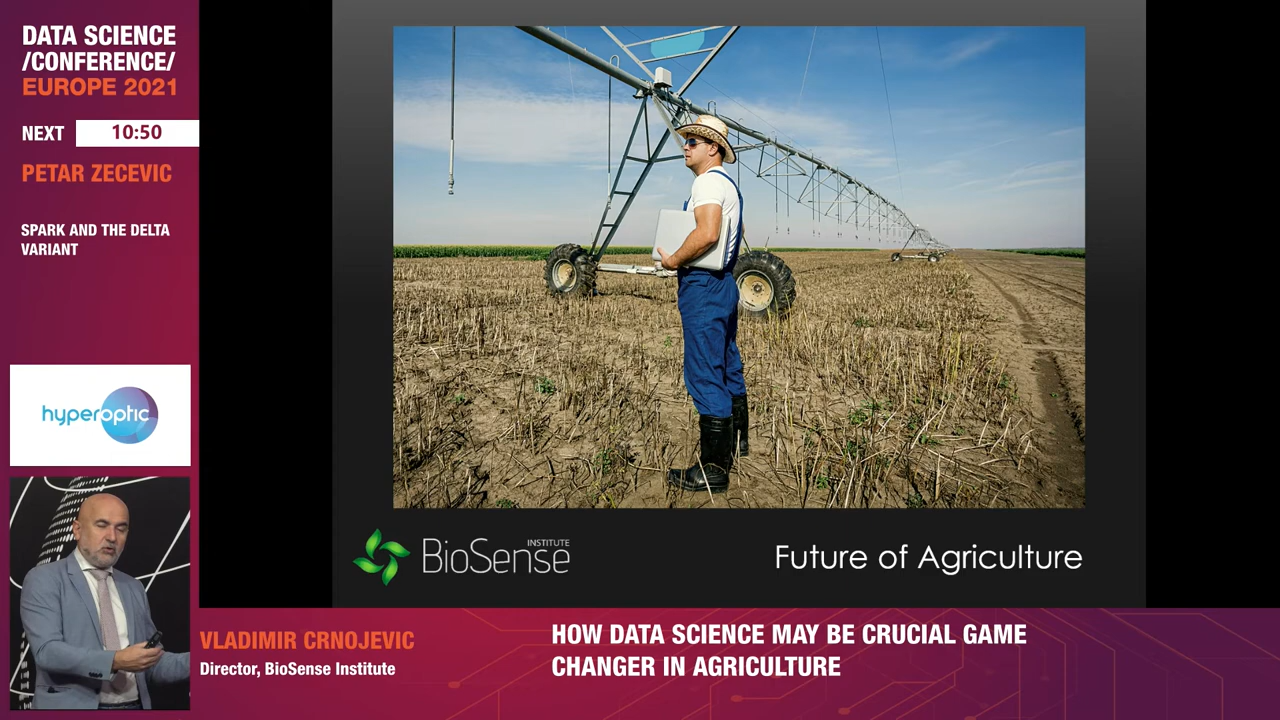 DATA SCIENCE
/CONFERENCE/
EUROPE 2021
NEXT 10:50
PETAR ZECEVIC
SPARK AND THE DELTA
VARIANT
hyperoptic
BioSense
INSTITUTE
Future of Agriculture
VLADIMIR CRNOJEVIC
Director, BioSense Institute
HOW DATA SCIENCE MAY BE CRUCIAL GAME
CHANGER IN AGRICULTURE